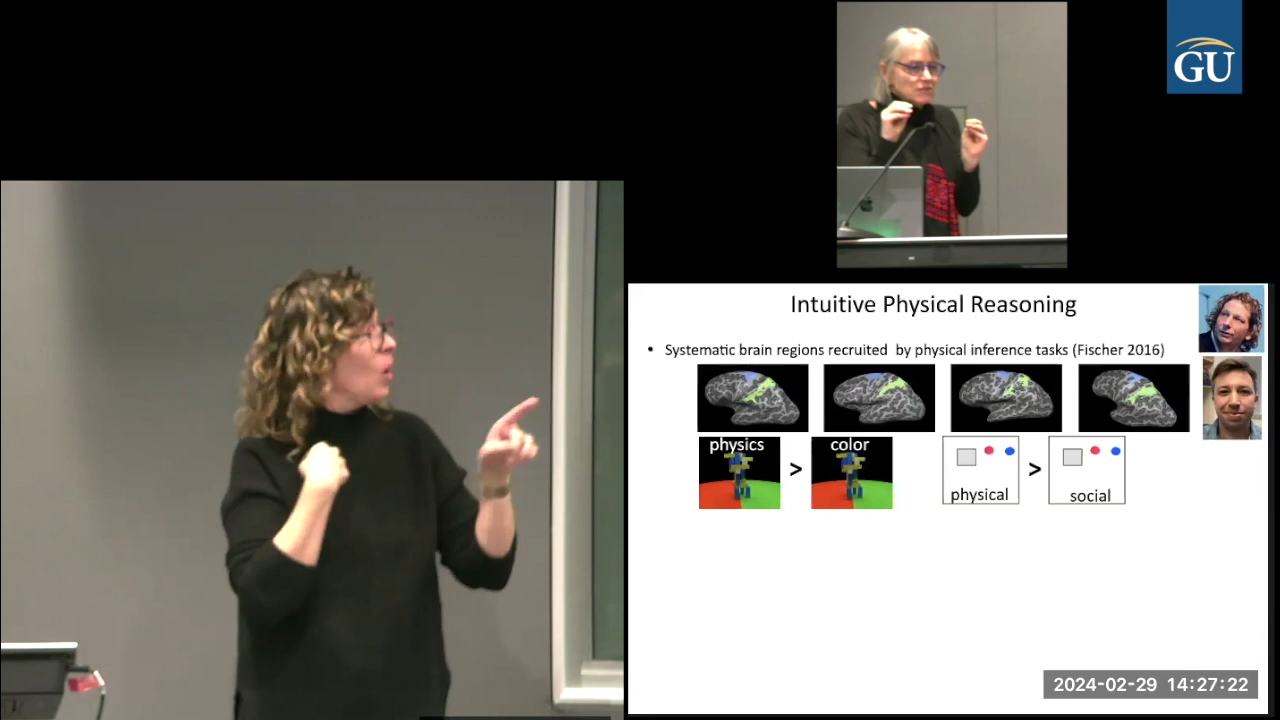 GU
Intuitive Physical Reasoning
• Systematic brain regions recruited by physical inference tasks (Fischer 2016)
physics > color
physical > social
2024-02-29 14:27:22